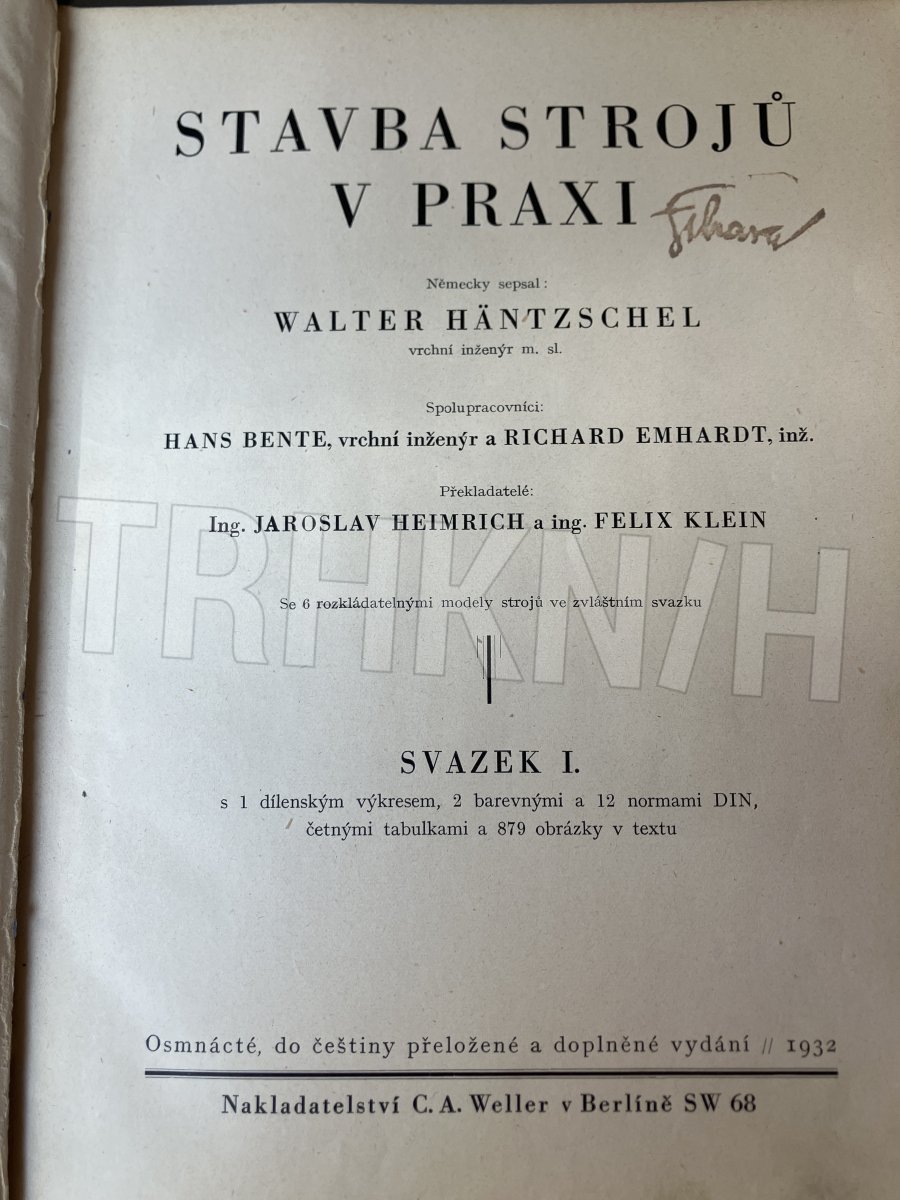 STAVBA STROJŮ
V PRAXI
Německy sepsal:
WALTER HÄNTZSCHEL
vrchní inženýr m. sl.
Spolupracovníci:
HANS BENTE, vrchní inženýr a RICHARD EMHARDT, inž.
Překladatelé:
Ing. JAROSLAV HEIMRICH a ing. FELIX KLEIN
TRHKN/H
Se 6 rozkládatelnými modely strojů ve zvláštním svazku
SVAZEK I.
s 1 dílenským výkresem, 2 barevnými a 12 normami DIN,
četnými tabulkami a 879 obrázky v textu
Osmnácté, do češtiny přeložené a doplněné vydání // 1932
Nakladatelství C. A. Weller v Berlíně SW 68